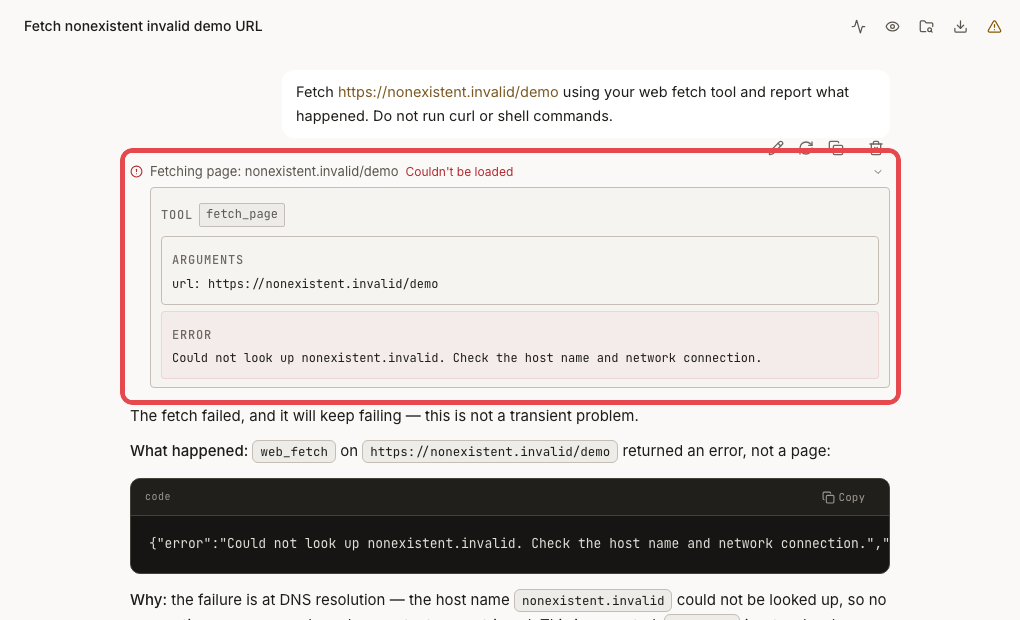 Fetch nonexistent invalid demo URL
Fetch https://nonexistent.invalid/demo using your web fetch tool and report what
happened. Do not run curl or shell commands.
Fetching page: nonexistent.invalid/demo Couldn't be loaded
TOOL fetch_page
ARGUMENTS
url: https://nonexistent.invalid/demo
ERROR
Could not look up nonexistent.invalid. Check the host name and network connection.
The fetch failed, and it will keep failing — this is not a transient problem.
What happened: web_fetch on https://nonexistent.invalid/demo returned an error, not a page:
code Copy
{"error":"Could not look up nonexistent.invalid. Check the host name and network connection.","
Why: the failure is at DNS resolution — the host name nonexistent.invalid could not be looked up, so no